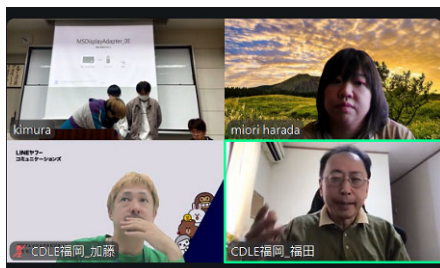 MSDisplayAdapter_0E
kimura
miori harada
LINEヤフー
コミュニケーションズ
CDLE福岡_加藤
CDLE福岡_福田